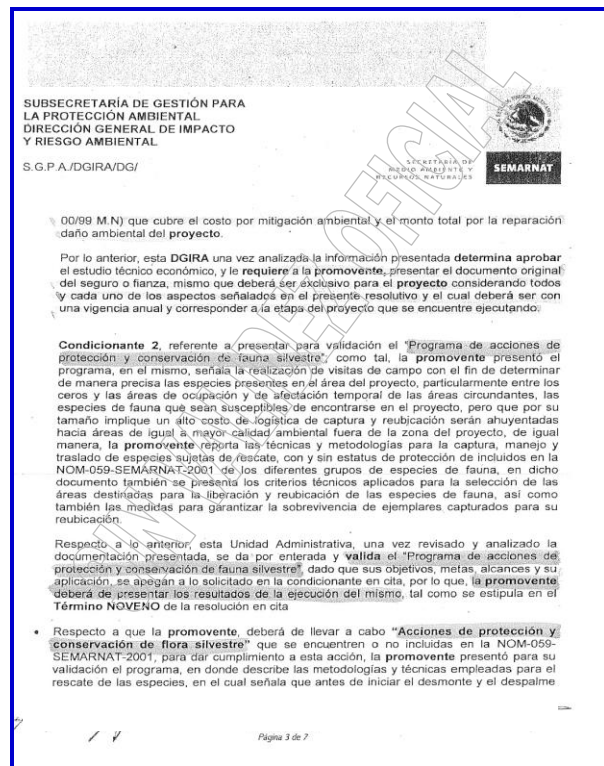 SUBSECRETARÍA DE GESTIÓN PARA
LA PROTECCIÓN AMBIENTAL
DIRECCIÓN GENERAL DE IMPACTO
Y RIESGO AMBIENTAL
S.G.P.A./DGIRA/DG/
SECRETARÍA DE
MEDIO AMBIENTE Y
RECURSOS NATURALES
SEMARNAT
00/99 M.N) que cubre el costo por mitigación ambiental y el monto total por la reparación
daño ambiental del proyecto.
Por lo anterior, esta DGIRA una vez analizada la información presentada determina aprobar
el estudio técnico económico, y le requiere a la promovente, presentar el documento original
del seguro o fianza, mismo que deberá ser exclusivo para el proyecto considerando todos
y cada uno de los aspectos señalados en el presente resolutivo y el cual deberá ser con
una vigencia anual y corresponder a la etapa del proyecto que se encuentre ejecutando.
Condicionante 2, referente a presentar para validación el "Programa de acciones de
protección y conservación de fauna silvestre", como tal, la promovente presentó el
programa, en el mismo, señala la realización de visitas de campo con el fin de determinar
de manera precisa las especies presentes en el área del proyecto, particularmente entre los
ceros y las áreas de ocupación y de afectación temporal de las áreas circundantes, las
especies de fauna que sean susceptibles de encontrarse en el proyecto, pero que por su
tamaño implique un alto costo de logística de captura y reubicación serán ahuyentadas
hacia áreas de igual a mayor calidad ambiental fuera de la zona del proyecto, de igual
manera, la promovente reporta las técnicas y metodologías para la captura, manejo y
traslado de especies sujetas de rescate, con y sin estatus de protección de incluidos en la
NOM-059-SEMARNAT-2001 de los diferentes grupos de especies de fauna, en dicho
documento también se presenta los criterios técnicos aplicados para la selección de las
áreas destinadas para la liberación y reubicación de las especies de fauna, así como
también las medidas para garantizar la sobrevivencia de ejemplares capturados para su
reubicación.
Respecto a lo anterior, esta Unidad Administrativa, una vez revisado y analizado la
documentación presentada, se da por enterada y valida el "Programa de acciones de
protección y conservación de fauna silvestre", dado que sus objetivos, metas, alcances y su
aplicación, se apegan a lo solicitado en la condicionante en cita, por lo que, la promovente
deberá de presentar los resultados de la ejecución del mismo, tal como se estipula en el
Término NOVENO de la resolución en cita
• Respecto a que la promovente, deberá de llevar a cabo "Acciones de protección y
conservación de flora silvestre" que se encuentren o no incluidas en la NOM-059-
SEMARNAT-2001, para dar cumplimiento a esta acción, la promovente presentó para su
validación el programa, en donde describe las metodologías y técnicas empleadas para el
rescate de las especies, en el cual señala que antes de iniciar el desmonte y el despalme
Página 3 de 7